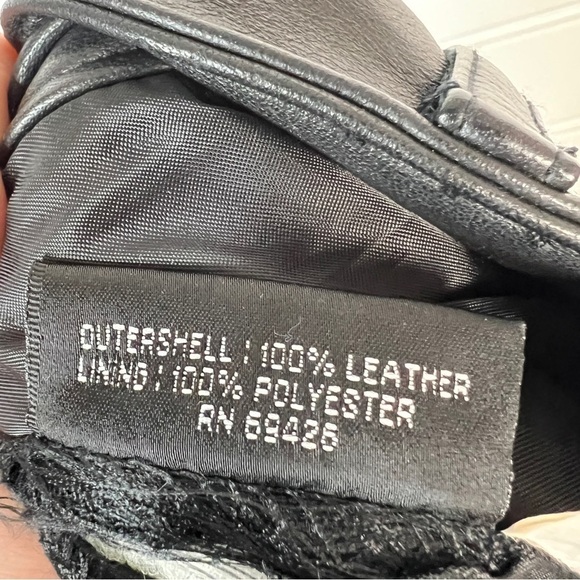 OUTERSHELL : 100% LEATHER
LINING : 100% POLYESTER
RN 69426